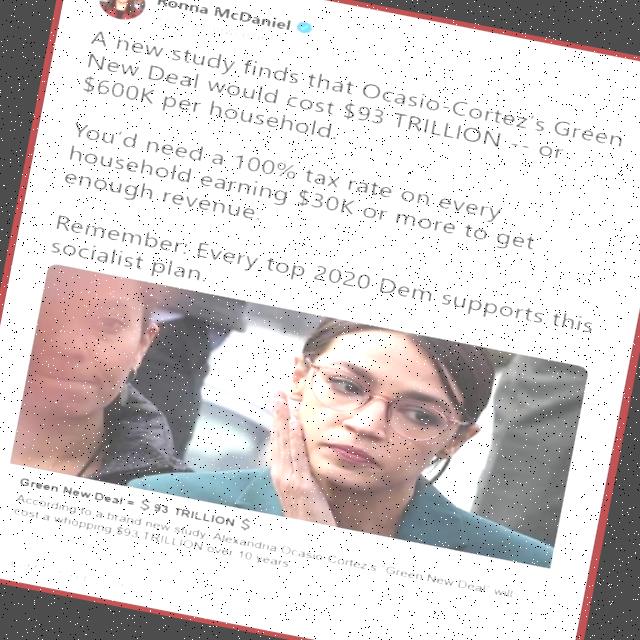 Ronna McDaniel
A new study finds that Ocasio-Cortez's Green
New Deal would cost $93 TRILLION -- or
$600K per household.
You'd need a 100% tax rate on every
household earning $30K or more to get
enough revenue.
Remember: Every top 2020 Dem supports this
socialist plan.
Green New Deal = $ 93 TRILLION $
According to a brand new study, Alexandria Ocasio-Cortez's "Green New Deal" will
cost a whopping $93 TRILLION over 10 years.